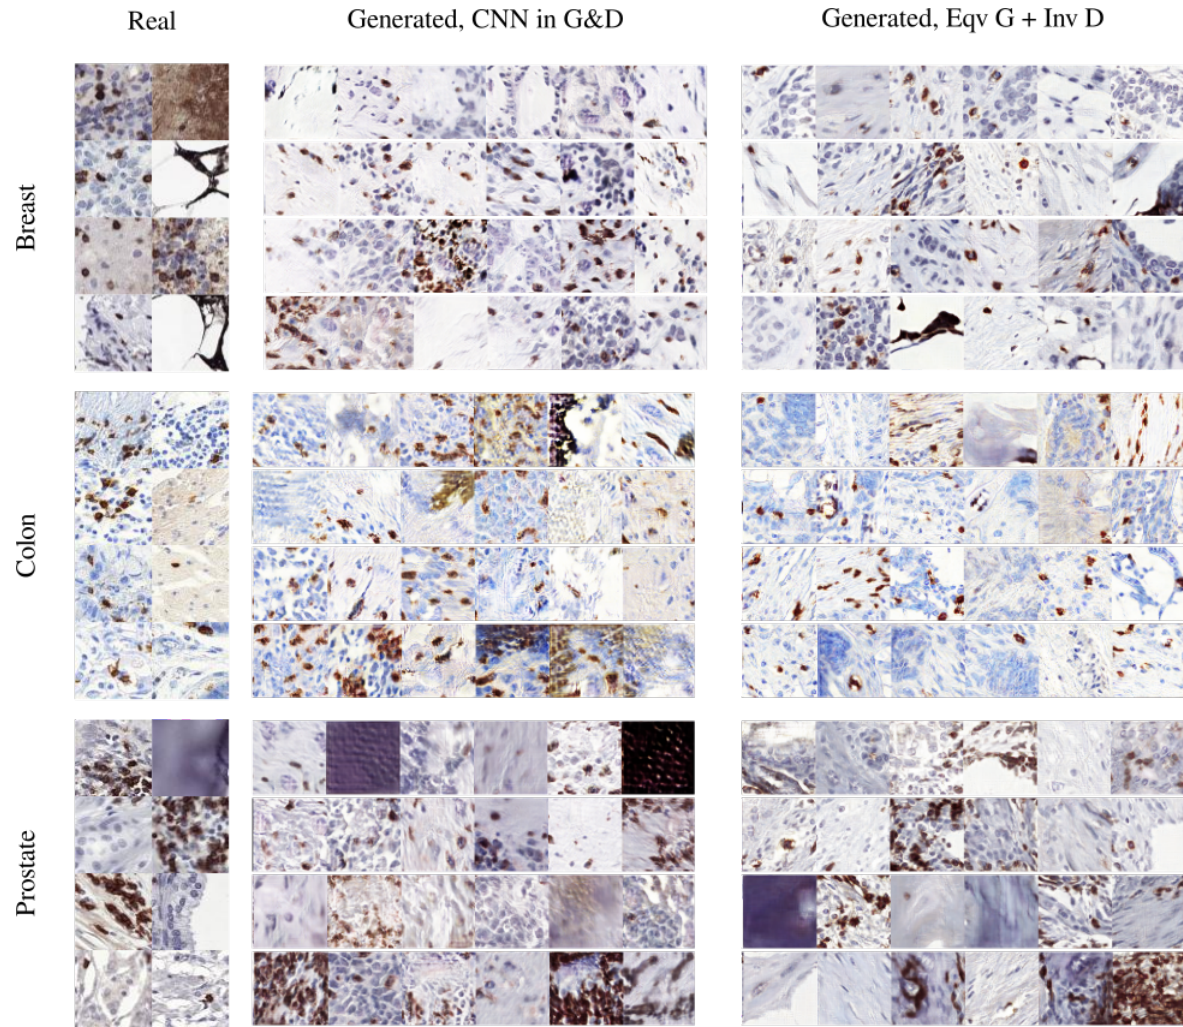 Real
Generated, CNN in G&D
Generated, Eqv G + Inv D
Breast
Colon
Prostate